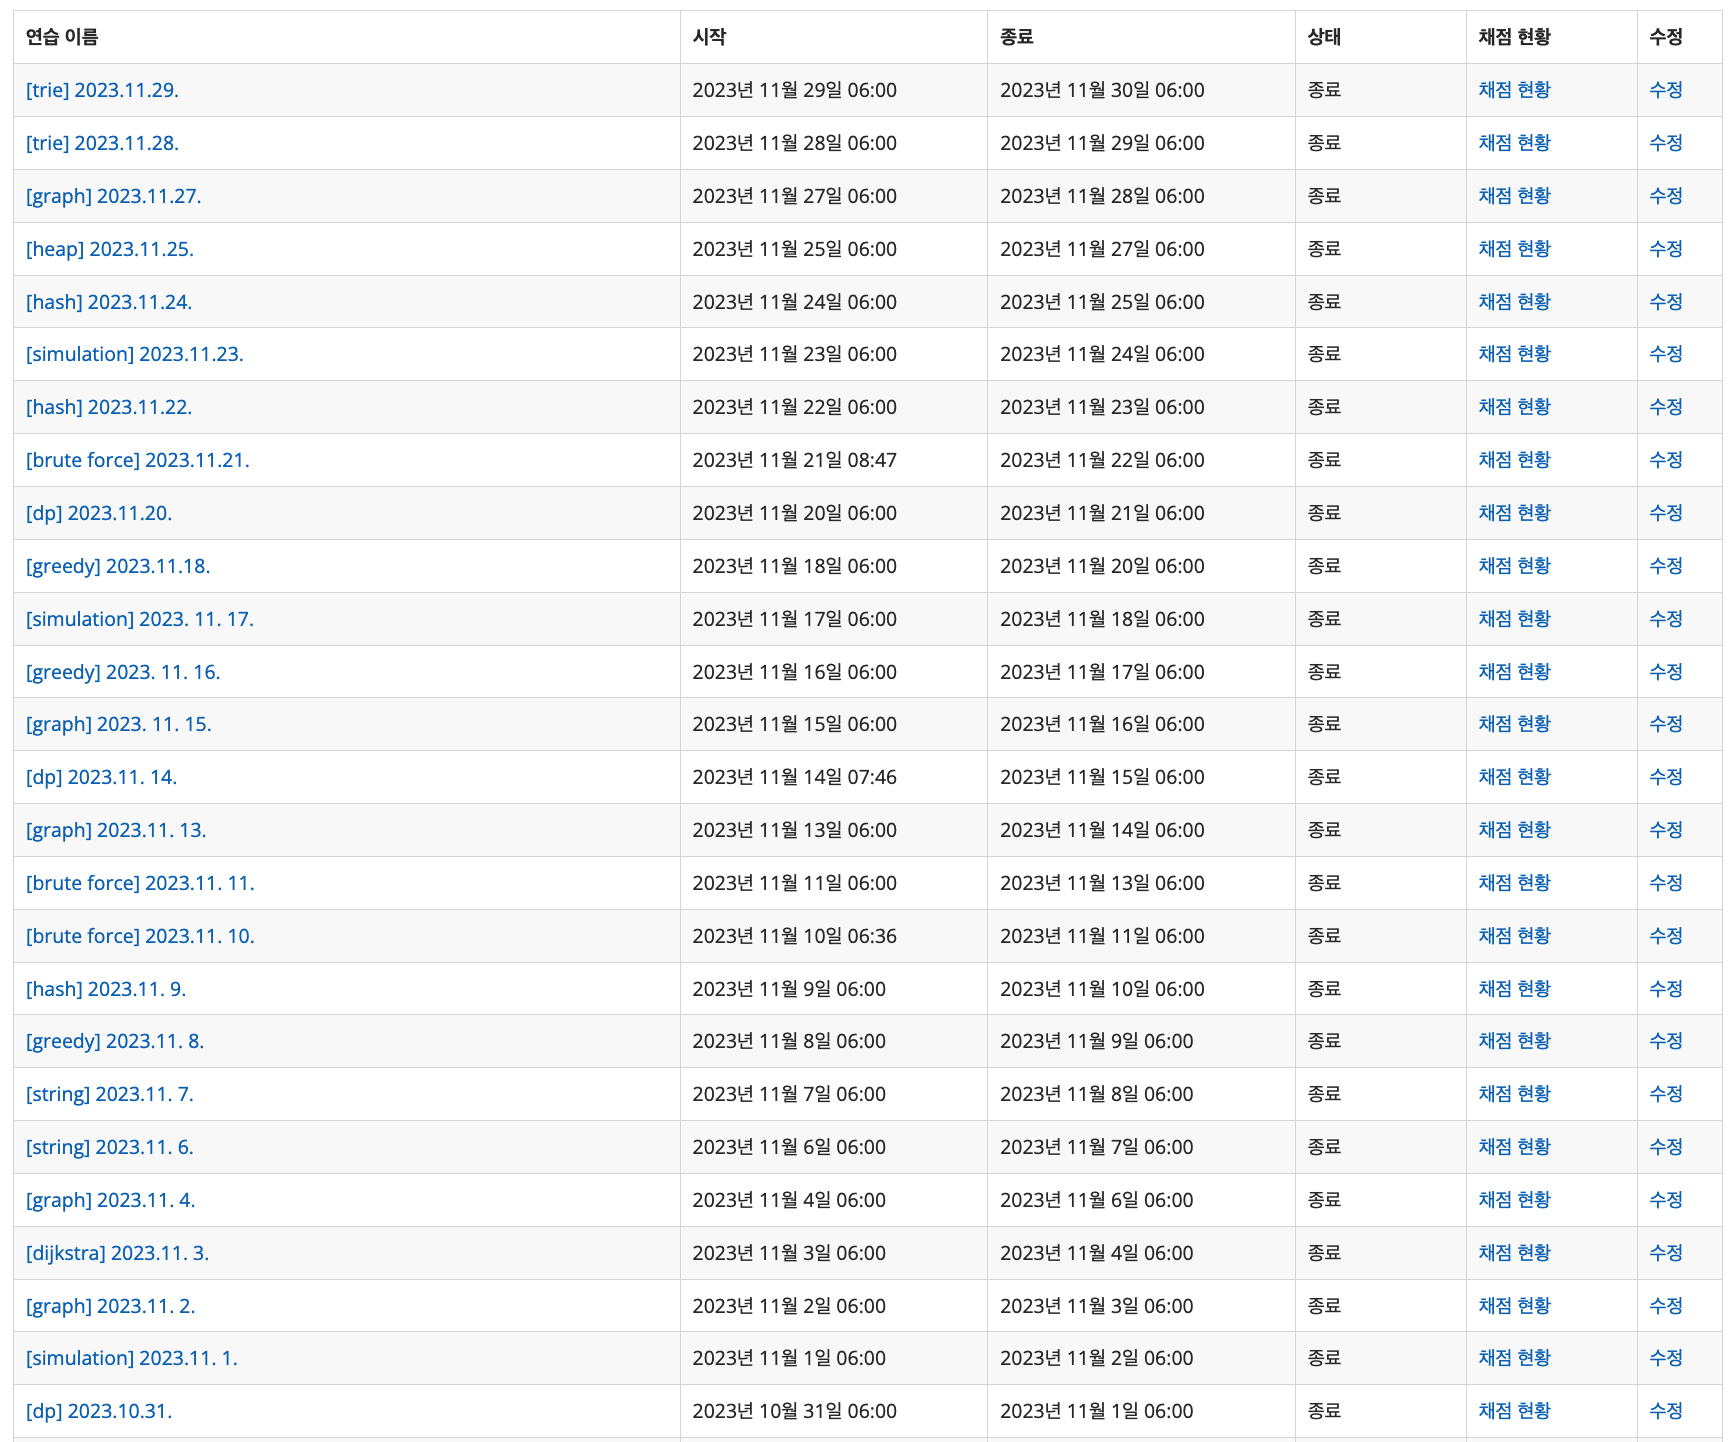 연습 이름 시작 종료 상태 채점 현황 수정
[trie] 2023.11.29. 2023년 11월 29일 06:00 2023년 11월 30일 06:00 종료 채점 현황 수정
[trie] 2023.11.28. 2023년 11월 28일 06:00 2023년 11월 29일 06:00 종료 채점 현황 수정
[graph] 2023.11.27. 2023년 11월 27일 06:00 2023년 11월 28일 06:00 종료 채점 현황 수정
[heap] 2023.11.25. 2023년 11월 25일 06:00 2023년 11월 27일 06:00 종료 채점 현황 수정
[hash] 2023.11.24. 2023년 11월 24일 06:00 2023년 11월 25일 06:00 종료 채점 현황 수정
[simulation] 2023.11.23. 2023년 11월 23일 06:00 2023년 11월 24일 06:00 종료 채점 현황 수정
[hash] 2023.11.22. 2023년 11월 22일 06:00 2023년 11월 23일 06:00 종료 채점 현황 수정
[brute force] 2023.11.21. 2023년 11월 21일 08:47 2023년 11월 22일 06:00 종료 채점 현황 수정
[dp] 2023.11.20. 2023년 11월 20일 06:00 2023년 11월 21일 06:00 종료 채점 현황 수정
[greedy] 2023.11.18. 2023년 11월 18일 06:00 2023년 11월 20일 06:00 종료 채점 현황 수정
[simulation] 2023. 11. 17. 2023년 11월 17일 06:00 2023년 11월 18일 06:00 종료 채점 현황 수정
[greedy] 2023. 11. 16. 2023년 11월 16일 06:00 2023년 11월 17일 06:00 종료 채점 현황 수정
[graph] 2023. 11. 15. 2023년 11월 15일 06:00 2023년 11월 16일 06:00 종료 채점 현황 수정
[dp] 2023.11. 14. 2023년 11월 14일 07:46 2023년 11월 15일 06:00 종료 채점 현황 수정
[graph] 2023.11. 13. 2023년 11월 13일 06:00 2023년 11월 14일 06:00 종료 채점 현황 수정
[brute force] 2023.11. 11. 2023년 11월 11일 06:00 2023년 11월 13일 06:00 종료 채점 현황 수정
[brute force] 2023.11. 10. 2023년 11월 10일 06:36 2023년 11월 11일 06:00 종료 채점 현황 수정
[hash] 2023.11. 9. 2023년 11월 9일 06:00 2023년 11월 10일 06:00 종료 채점 현황 수정
[greedy] 2023.11. 8. 2023년 11월 8일 06:00 2023년 11월 9일 06:00 종료 채점 현황 수정
[string] 2023.11. 7. 2023년 11월 7일 06:00 2023년 11월 8일 06:00 종료 채점 현황 수정
[string] 2023.11. 6. 2023년 11월 6일 06:00 2023년 11월 7일 06:00 종료 채점 현황 수정
[graph] 2023.11. 4. 2023년 11월 4일 06:00 2023년 11월 6일 06:00 종료 채점 현황 수정
[dijkstra] 2023.11. 3. 2023년 11월 3일 06:00 2023년 11월 4일 06:00 종료 채점 현황 수정
[graph] 2023.11. 2. 2023년 11월 2일 06:00 2023년 11월 3일 06:00 종료 채점 현황 수정
[simulation] 2023.11. 1. 2023년 11월 1일 06:00 2023년 11월 2일 06:00 종료 채점 현황 수정
[dp] 2023.10.31. 2023년 10월 31일 06:00 2023년 11월 1일 06:00 종료 채점 현황 수정